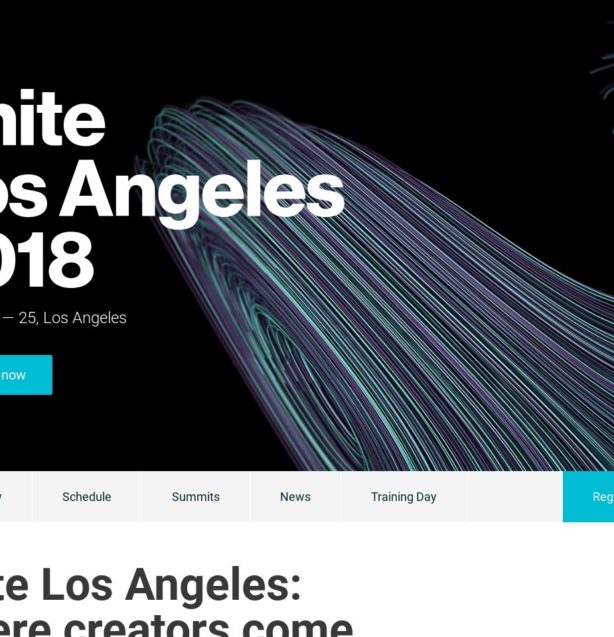 nite
os Angeles
018
— 25, Los Angeles
now
Schedule
Summits
News
Training Day
Reg
te Los Angeles:
ere creators come